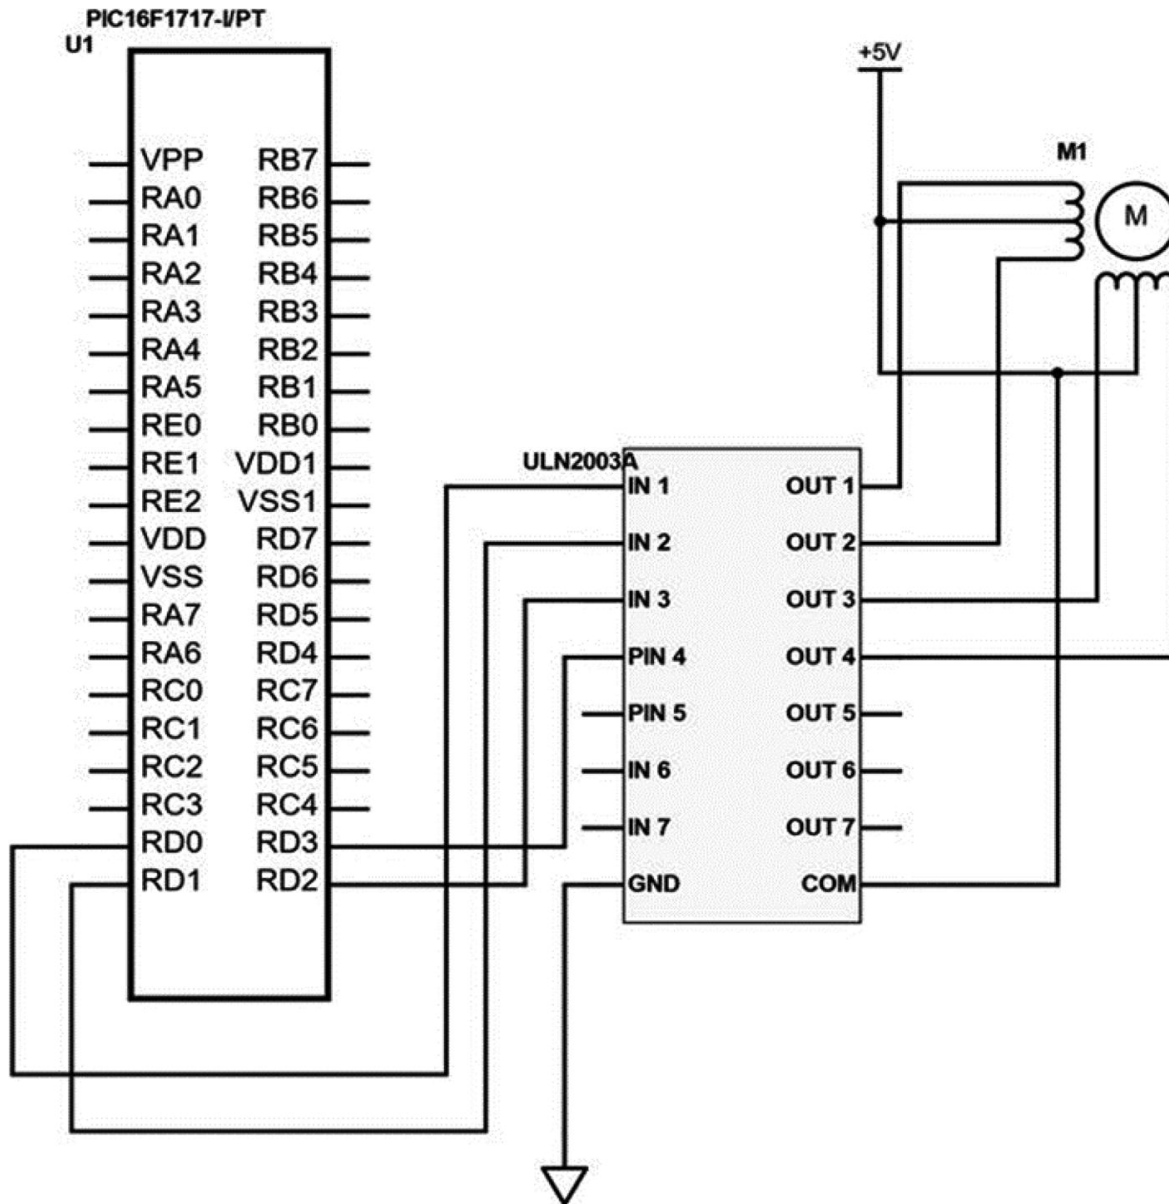 PIC16F1717-I/PT
U1
+5V
M1
M
VPP RB7
RA0 RB6
RA1 RB5
RA2 RB4
RA3 RB3
RA4 RB2
RA5 RB1
RE0 RB0
RE1 VDD1
RE2 VSS1
VDD RD7
VSS RD6
RA7 RD5
RA6 RD4
RC0 RC7
RC1 RC6
RC2 RC5
RC3 RC4
RD0 RD3
RD1 RD2
ULN2003A
IN 1 OUT 1
IN 2 OUT 2
IN 3 OUT 3
PIN 4 OUT 4
PIN 5 OUT 5
IN 6 OUT 6
IN 7 OUT 7
GND COM